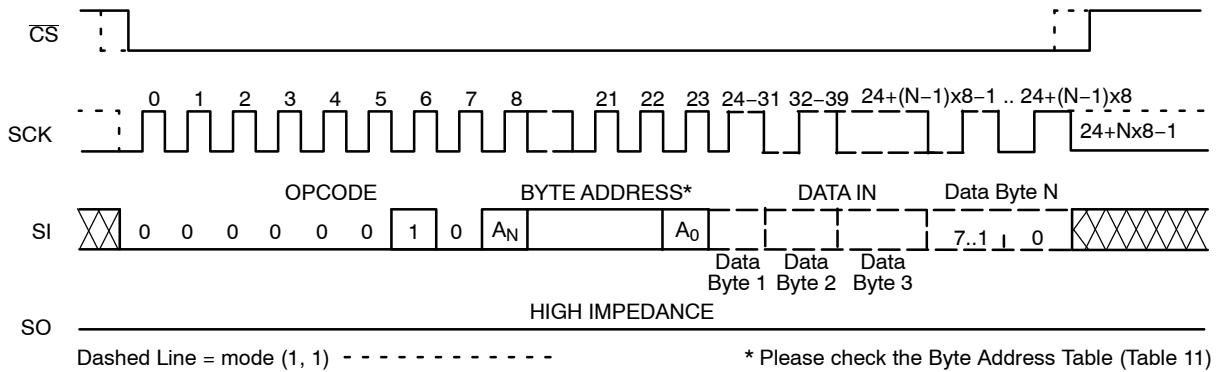 CS
0 1 2 3 4 5 6 7 8 21 22 23 24−31 32−39 24+(N−1)x8−1 .. 24+(N−1)x8
SCK
24+Nx8−1
OPCODE BYTE ADDRESS* DATA IN Data Byte N
SI
0 0 0 0 0 0 1 0 AN A0 7..1 0
Data Byte 1
Data Byte 2
Data Byte 3
HIGH IMPEDANCE
SO
Dashed Line = mode (1, 1)
* Please check the Byte Address Table (Table 11)